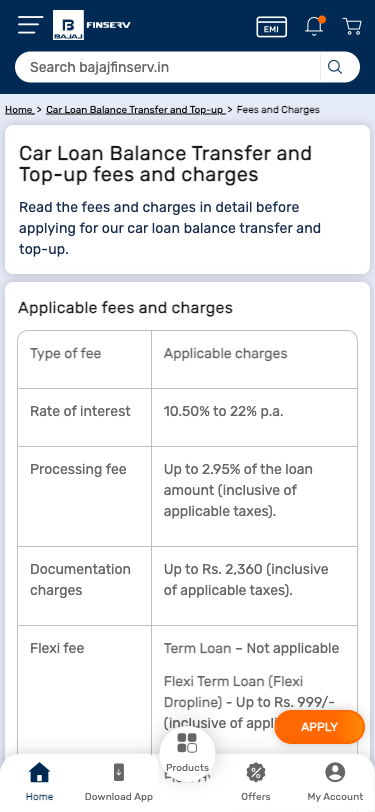 BAJAJ
FINSERV
EMI
Search bajajfinserv.in
Home > Car Loan Balance Transfer and Top-up > Fees and Charges
Car Loan Balance Transfer and
Top-up fees and charges
Read the fees and charges in detail before
applying for our car loan balance transfer and
top-up.
Applicable fees and charges
Type of fee
Applicable charges
Rate of interest
10.50% to 22% p.a.
Processing fee
Up to 2.95% of the loan
amount (inclusive of
applicable taxes).
Documentation
charges
Up to Rs. 2,360 (inclusive
of applicable taxes).
Flexi fee
Term Loan – Not applicable
Flexi Term Loan (Flexi
Dropline) - Up to Rs. 999/-
(inclusive of
APPLY
Home
Download App
Products
Offers
My Account